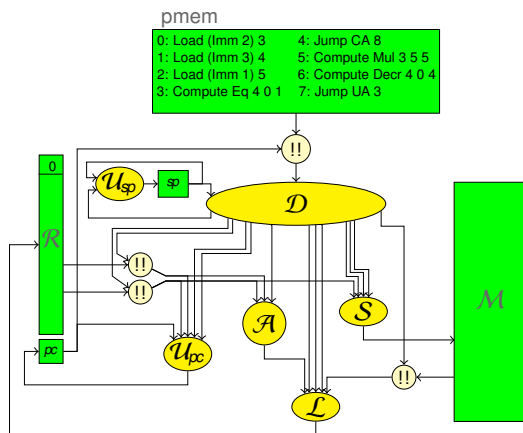 pmem
0: Load (Imm 2) 3 4: Jump CA 8
1: Load (Imm 3) 4 5: Compute Mul 3 5 5
2: Load (Imm 1) 5 6: Compute Decr 4 0 4
3: Compute Eq 4 0 1 7: Jump UA 3
!!
0
U_sp
sp
D
R
M
!!
!!
A
S
pc
U_pc
!!
L